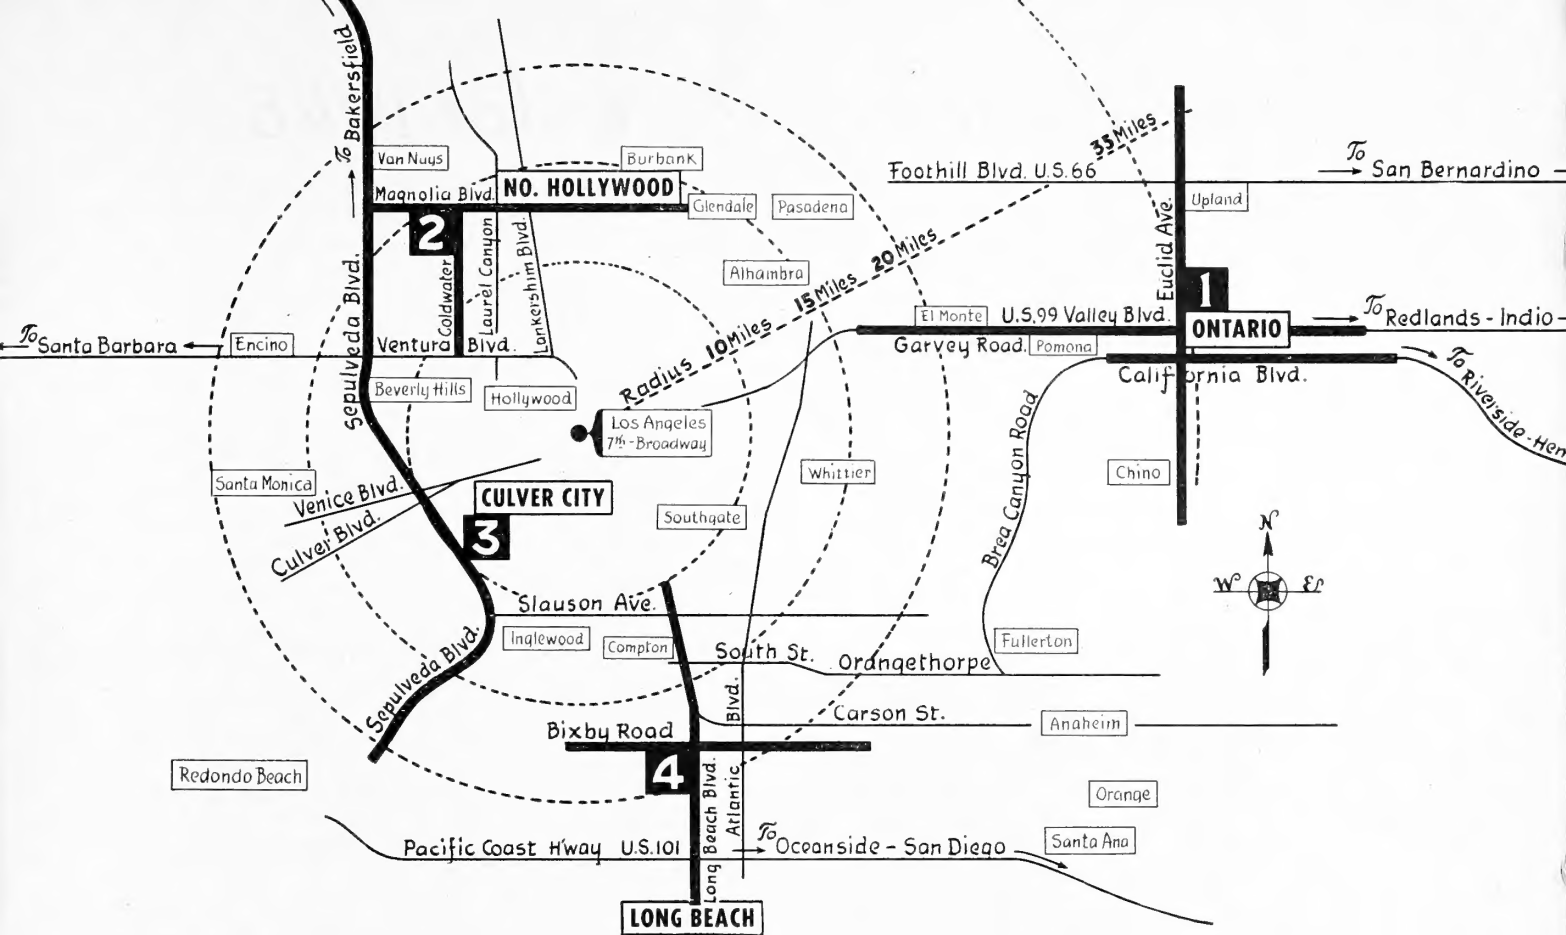 To Bakersfield
Van Nuys
Burbank
Magnolia Blvd.
NO. HOLLYWOOD
Glendale
Pasadena
2
Sepulveda Blvd.
Coldwater
Laurel Canyon
Lankershim Blvd.
Alhambra
To Santa Barbara
Encino
Ventura Blvd.
Beverly Hills
Hollywood
Radius 10 Miles 15 Miles 20 Miles 35 Miles
Los Angeles
7th-Broadway
Foothill Blvd. U.S.66
To San Bernardino
Upland
Euclid Ave.
1
El Monte
U.S.99 Valley Blvd.
ONTARIO
To Redlands - Indio -
Garvey Road.
Pomona
California Blvd.
To Riverside - Hem
Brea Canyon Road
Chino
Santa Monica
Venice Blvd.
Culver Blvd.
CULVER CITY
3
Whittier
Southgate
N
W
E
Slauson Ave.
Inglewood
Compton
South St.
Orangethorpe
Fullerton
Sepulveda Blvd.
Carson St.
Anaheim
Bixby Road
4
Long Beach Blvd.
Atlantic Blvd.
Redondo Beach
Orange
Santa Ana
Pacific Coast H'way U.S.101
To Oceanside - San Diego
LONG BEACH